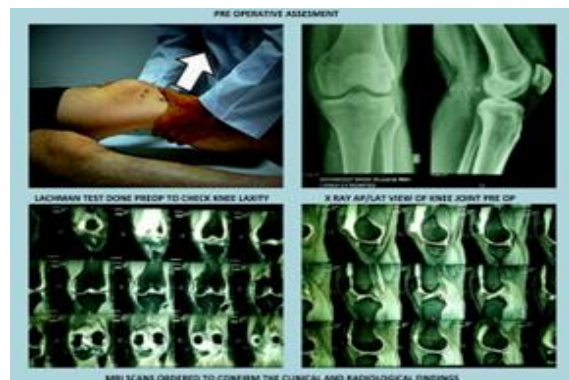 PRE OPERATIVE ASSESMENT
LACHMAN TEST DONE PREOP TO CHECK KNEE LAXITY
X RAY AP/LAT VIEW OF KNEE JOINT PRE OP
MRI SCANS ORDERED TO CONFIRM THE CLINICAL AND RADIOLOGICAL FINDINGS